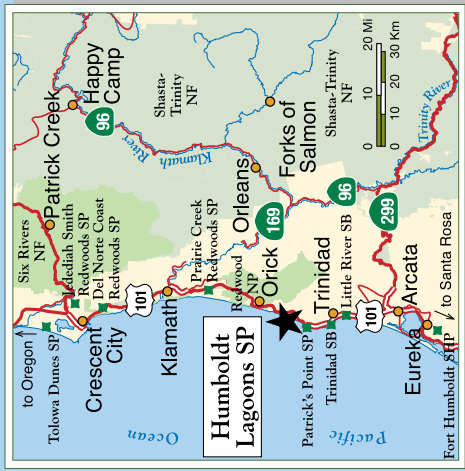 to Oregon
Tolowa Dunes SP
Crescent
City
Six Rivers
NF
Patrick Creek
Jedediah Smith
Redwoods SP
Del Norte Coast
Redwoods SP
101
Klamath
Prairie Creek
Redwoods SP
Happy
Camp
96
Klamath
River
Shasta-
Trinity
NF
Orleans
Forks of
Salmon
169
Redwood
NP
Orick
Humboldt
Lagoons SP
Patrick's Point SP
Trinidad SB
Trinidad
Little River SB
96
299
Shasta-Trinity
NF
Trinity River
101
Arcata
Eureka
Fort Humboldt SHP
to Santa Rosa
Pacific
Ocean
0 10 20 Mi
0 10 20 30 Km